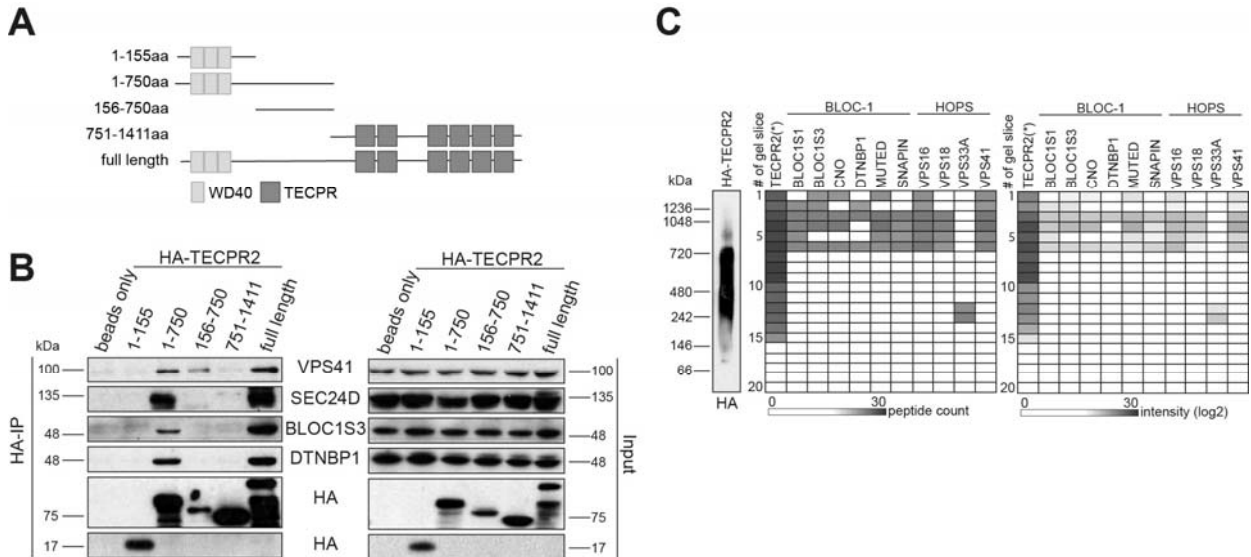 A
1-155aa
1-750aa
156-750aa
751-1411aa
full length
WD40 TECPR
B
HA-TECPR2 HA-TECPR2
beads only 1-155 1-750 156-750 751-1411 full length beads only 1-155 1-750 156-750 751-1411 full length
kDa
HA-IP
100 VPS41 100
135 SEC24D 135
48 BLOC1S3 48
48 DTNBP1 48
75 HA 75
17 HA 17
Input
C
BLOC-1 HOPS BLOC-1 HOPS
HA-TECPR2
# of gel slice TECPR2(*) BLOC1S1 BLOC1S3 CNO DTNBP1 MUTED SNAPIN VPS16 VPS18 VPS33A VPS41
# of gel slice TECPR2(*) BLOC1S1 BLOC1S3 CNO DTNBP1 MUTED SNAPIN VPS16 VPS18 VPS33A VPS41
kDa
1236
1048
720
480
242
146
66
HA
1 1
5 5
10 10
15 15
20 20
0 30 0 30
peptide count intensity (log2)